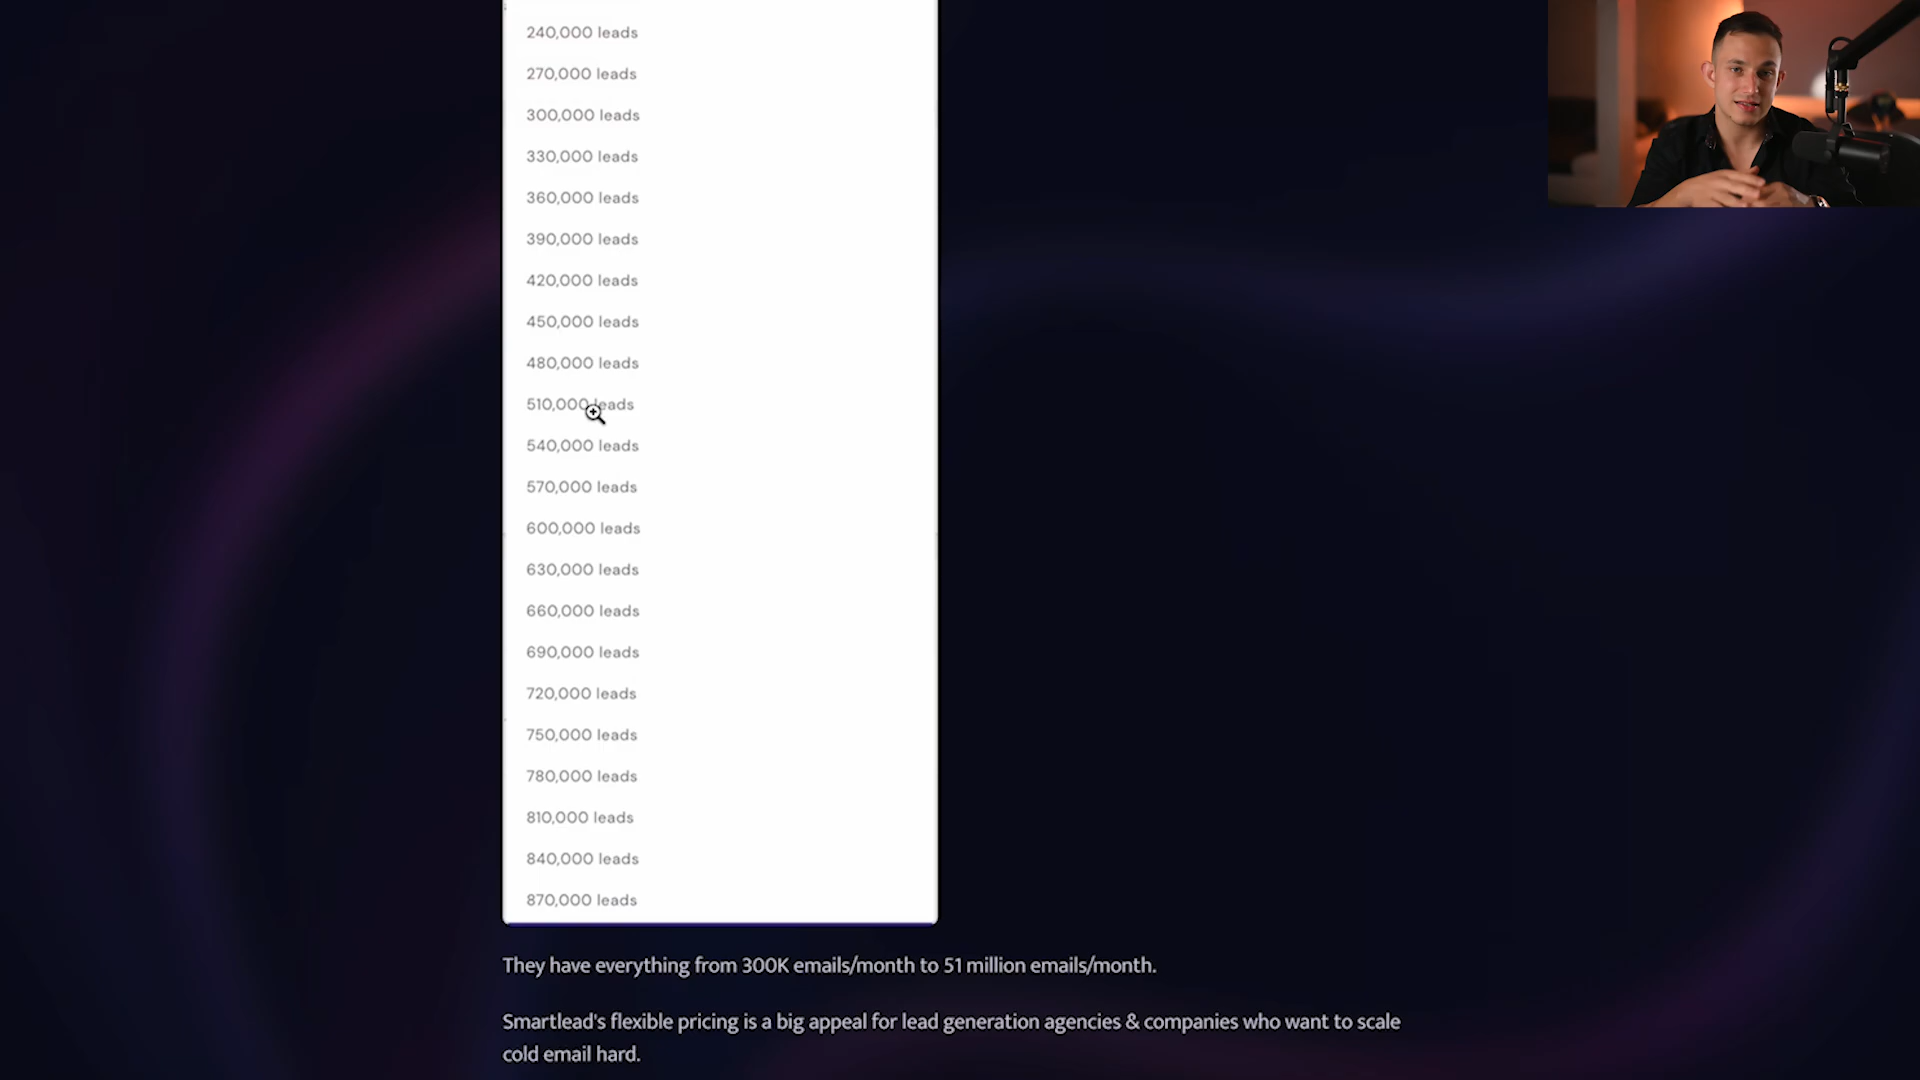 240,000 leads
270,000 leads
300,000 leads
330,000 leads
360,000 leads
390,000 leads
420,000 leads
450,000 leads
480,000 leads
510,000 leads
540,000 leads
570,000 leads
600,000 leads
630,000 leads
660,000 leads
690,000 leads
720,000 leads
750,000 leads
780,000 leads
810,000 leads
840,000 leads
870,000 leads
They have everything from 300K emails/month to 51 million emails/month.
Smartlead's flexible pricing is a big appeal for lead generation agencies & companies who want to scale
cold email hard.